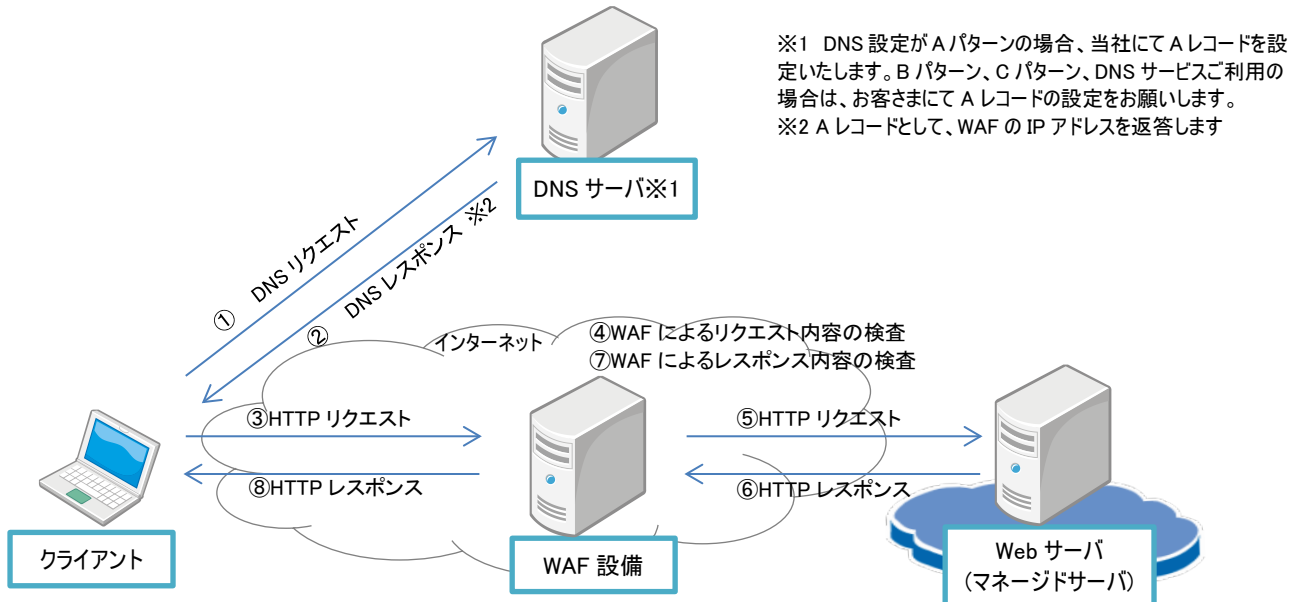 ※1 DNS 設定が A パターンの場合、当社にて A レコードを設
定いたします。B パターン、C パターン、DNS サービスご利用の
場合は、お客さまにて A レコードの設定をお願いします。
※2 A レコードとして、WAF の IP アドレスを返答します
DNS サーバ※1
① DNS リクエスト
② DNS レスポンス ※2
インターネット
④WAF によるリクエスト内容の検査
⑦WAF によるレスポンス内容の検査
③HTTP リクエスト
⑤HTTP リクエスト
⑧HTTP レスポンス
⑥HTTP レスポンス
クライアント
WAF 設備
Web サーバ
(マネージドサーバ)